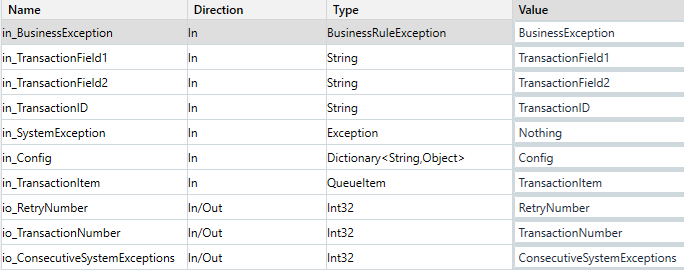 Name Direction Type Value
in_BusinessException In BusinessRuleException BusinessException
in_TransactionField1 In String TransactionField1
in_TransactionField2 In String TransactionField2
in_TransactionID In String TransactionID
in_SystemException In Exception Nothing
in_Config In Dictionary<String,Object> Config
in_TransactionItem In QueueItem TransactionItem
io_RetryNumber In/Out Int32 RetryNumber
io_TransactionNumber In/Out Int32 TransactionNumber
io_ConsecutiveSystemExceptions In/Out Int32 ConsecutiveSystemExceptions